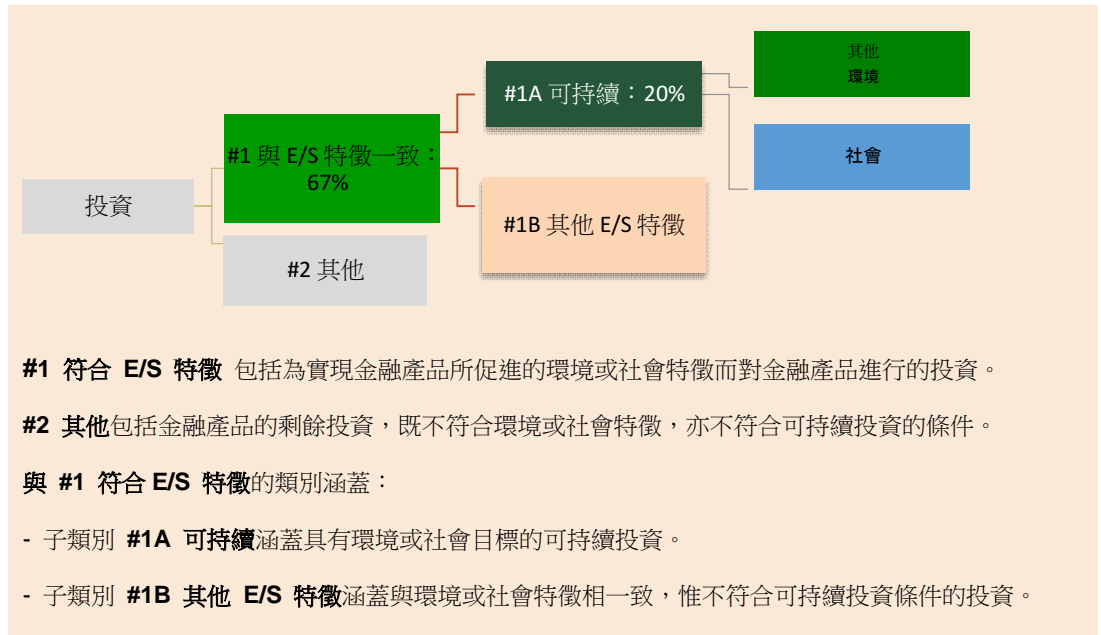 投資
#1 與 E/S 特徵一致：
67%
#2 其他
#1A 可持續：20%
#1B 其他 E/S 特徵
其他
環境
社會
#1 符合 E/S 特徵 包括為實現金融產品所促進的環境或社會特徵而對金融產品進行的投資。
#2 其他包括金融產品的剩餘投資，既不符合環境或社會特徵，亦不符合可持續投資的條件。
與 #1 符合 E/S 特徵的類別涵蓋：
- 子類別 #1A 可持續涵蓋具有環境或社會目標的可持續投資。
- 子類別 #1B 其他 E/S 特徵涵蓋與環境或社會特徵相一致，惟不符合可持續投資條件的投資。